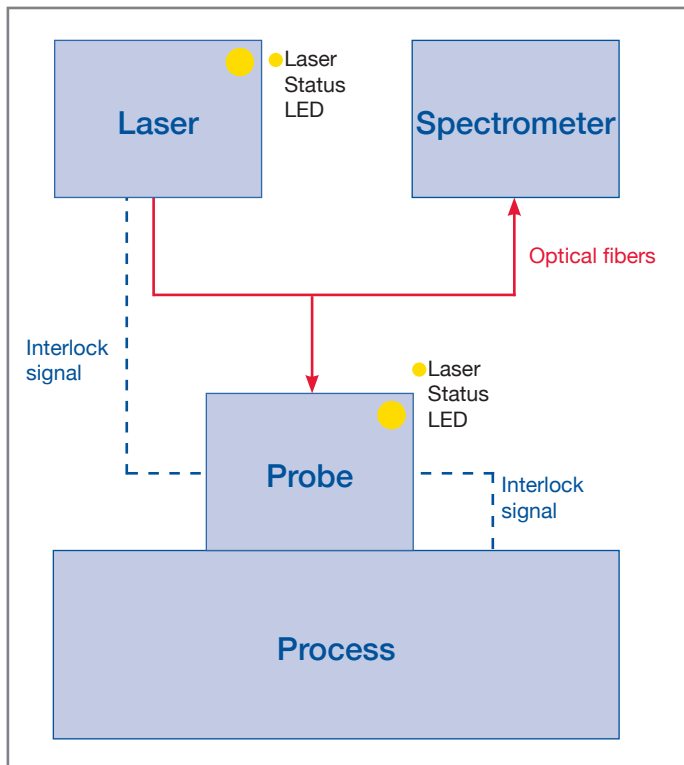 Laser
Status
LED
Laser
Spectrometer
Optical fibers
Interlock
signal
Laser
Status
LED
Probe
Interlock
signal
Process